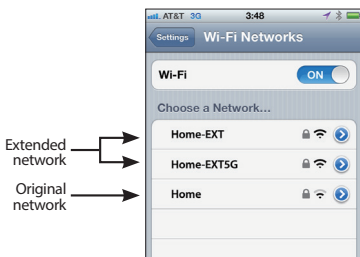 AT&T 3G 3:48
Settings Wi-Fi Networks
Wi-Fi ON
Choose a Network...
Extended
network
Home-EXT
Home-EXT5G
Original
network
Home